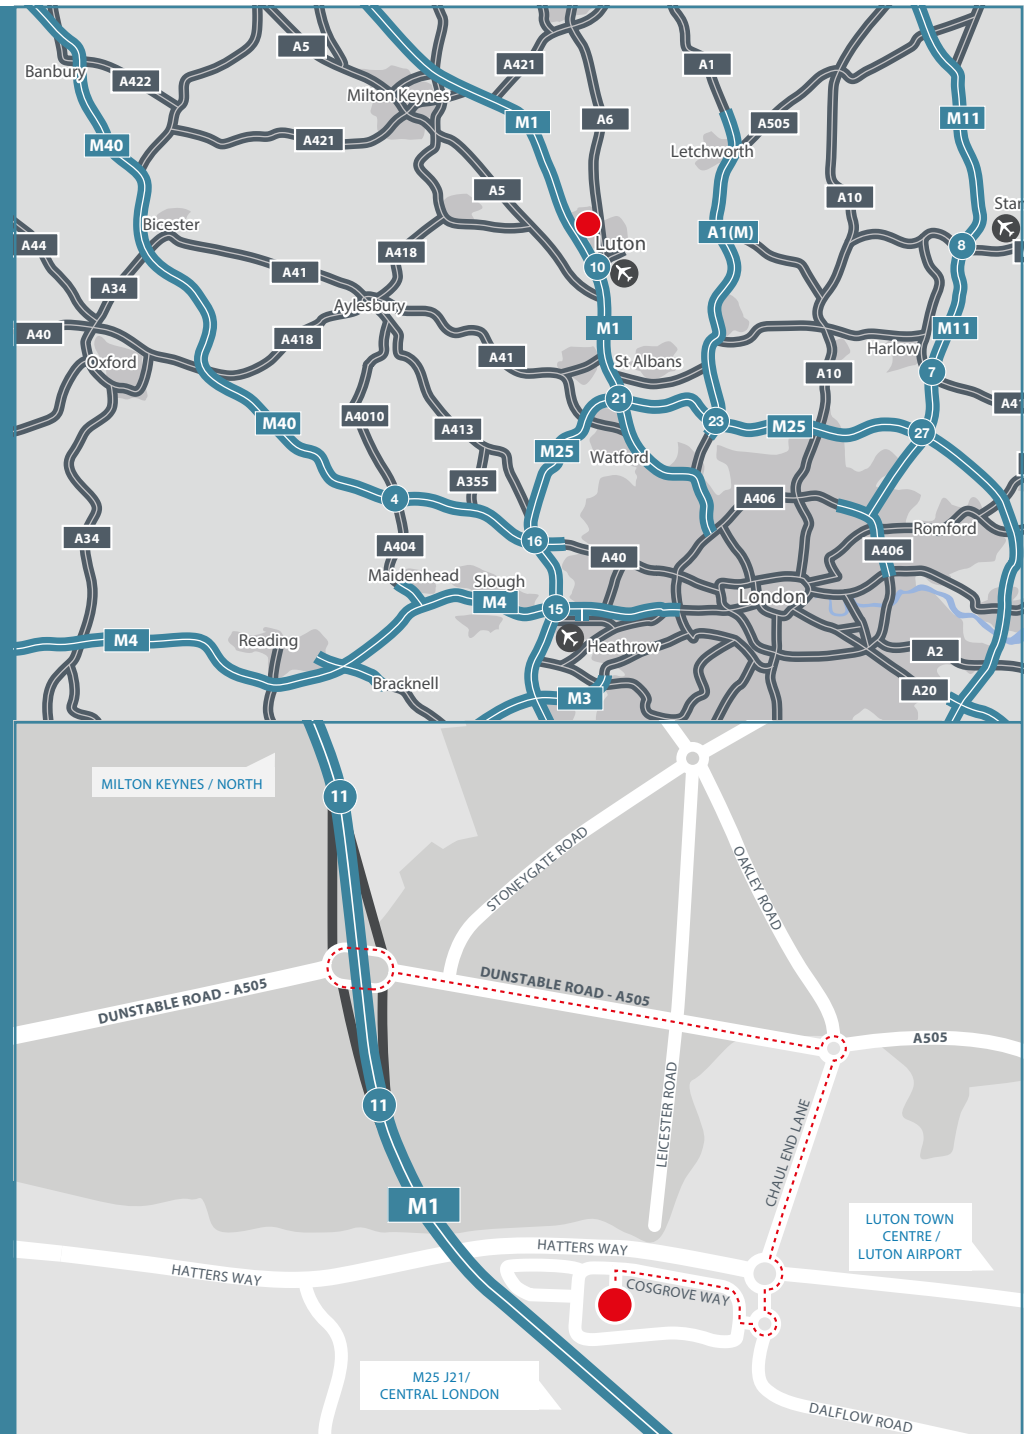 A5
A421
A1
Banbury
A422
Milton Keynes
M1
A6
A505
M11
M40
A421
Letchworth
A5
A10
Bicester
A44
A418
Luton
A1(M)
8
A41
10
A34
Aylesbury
A40
A418
M1
M11
Oxford
A41
St Albans
Harlow
A10
7
21
A41
A4010
M40
A413
23
M25
27
M25
Watford
A355
4
A406
A34
A404
16
A40
Romford
A406
Maidenhead
Slough
London
M4
15
M4
Reading
Heathrow
A2
Bracknell
M3
A20
MILTON KEYNES / NORTH
11
STONEYGATE ROAD
OAKLEY ROAD
DUNSTABLE ROAD - A505
DUNSTABLE ROAD - A505
A505
LEICESTER ROAD
CHAUL END LANE
11
M1
LUTON TOWN
CENTRE /
LUTON AIRPORT
HATTERS WAY
HATTERS WAY
COSGROVE WAY
M25 J21/
CENTRAL LONDON
DALFLOW ROAD